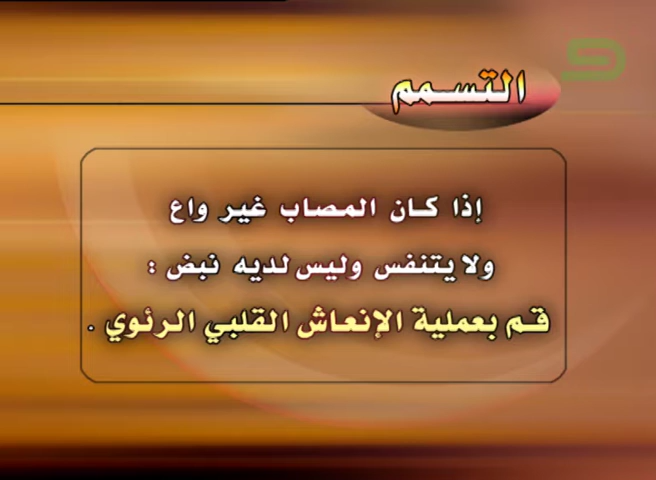 التسمم
إذا كان المصاب غير واع
ولا يتنفس وليس لديه نبض :
قم بعملية الإنعاش القلبي الرئوي .